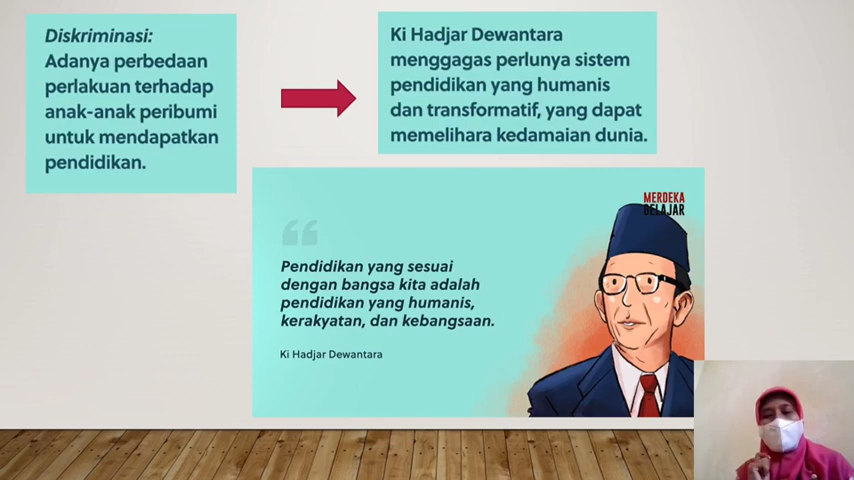 Diskriminasi:
Adanya perbedaan
perlakuan terhadap
anak-anak peribumi
untuk mendapatkan
pendidikan.
Ki Hadjar Dewantara
menggagas perlunya sistem
pendidikan yang humanis
dan transformatif, yang dapat
memelihara kedamaian dunia.
MERDEKA
BELAJAR
“
Pendidikan yang sesuai
dengan bangsa kita adalah
pendidikan yang humanis,
kerakyatan, dan kebangsaan.
Ki Hadjar Dewantara